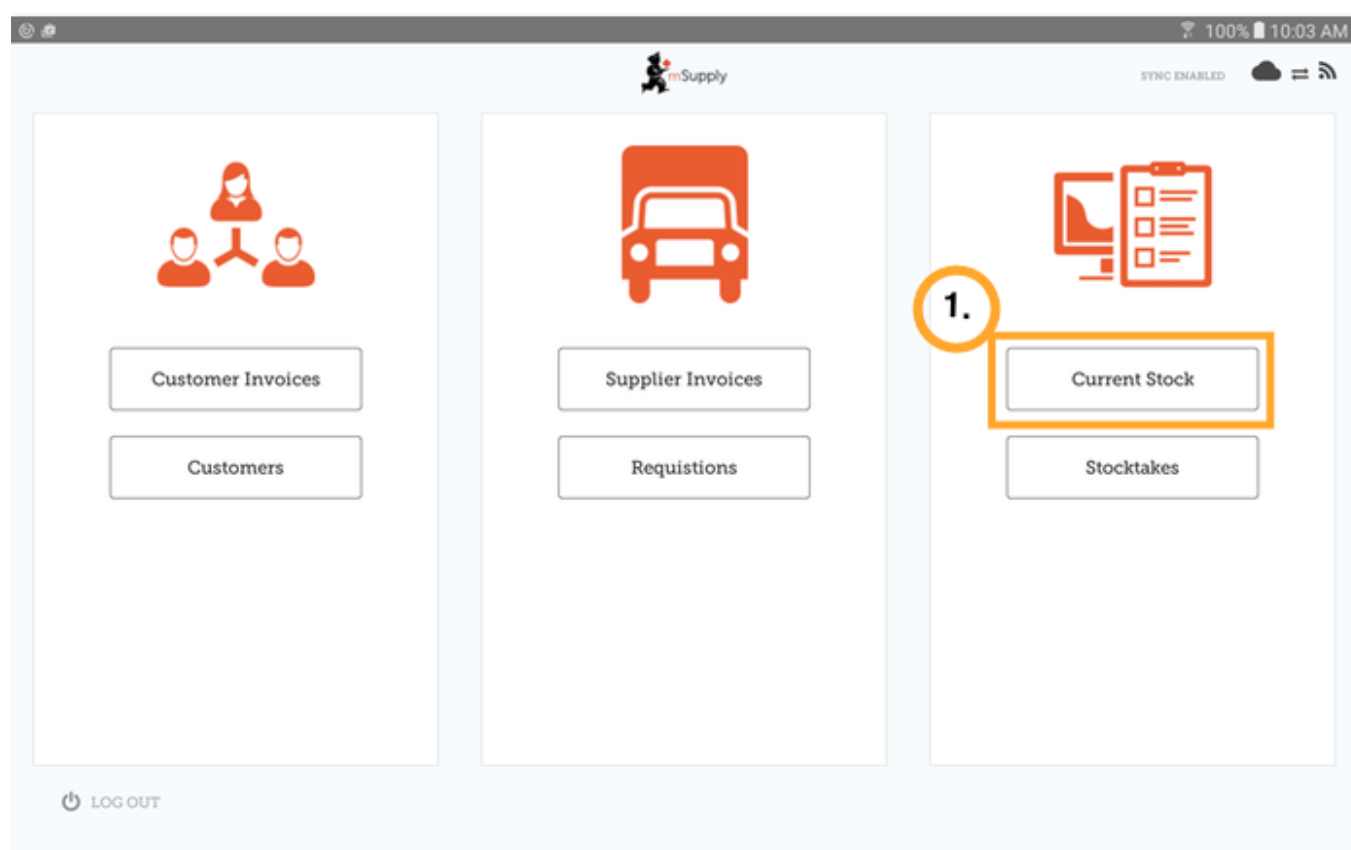 100% 10:03 AM
mSupply
SYNC ENABLED
1.
Customer Invoices
Supplier Invoices
Current Stock
Customers
Requistions
Stocktakes
LOG OUT